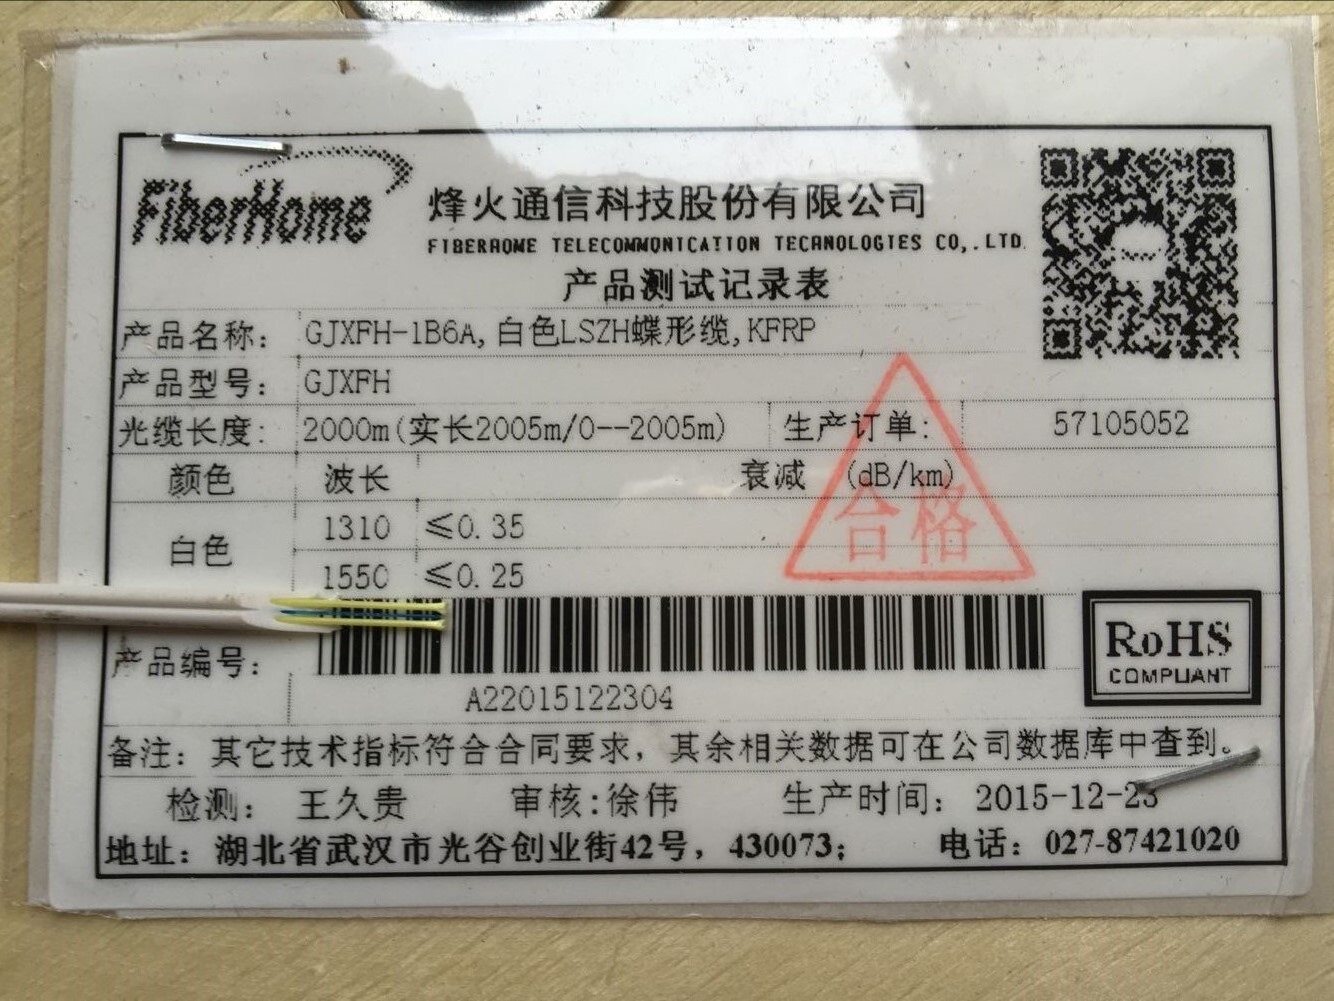 FiberHome
烽火通信科技股份有限公司
FIBERHOME TELECOMMUNICATION TECHNOLOGIES CO,.LTD.
产品测试记录表
产品名称: GJXFH-1B6A,白色LSZH蝶形缆,KFRP
产品型号: GJXFH
光缆长度: 2000m(实长2005m/0--2005m) 生产订单: 57105052
颜色 波长 衰减 (dB/km)
白色 1310 ≤0.35
1550 ≤0.25
合格
产品编号:
A22015122304
RoHS
COMPLIANT
备注: 其它技术指标符合合同要求, 其余相关数据可在公司数据库中查到。
检测: 王久贵 审核:徐伟 生产时间: 2015-12-23
地址: 湖北省武汉市光谷创业街42号, 430073; 电话: 027-87421020